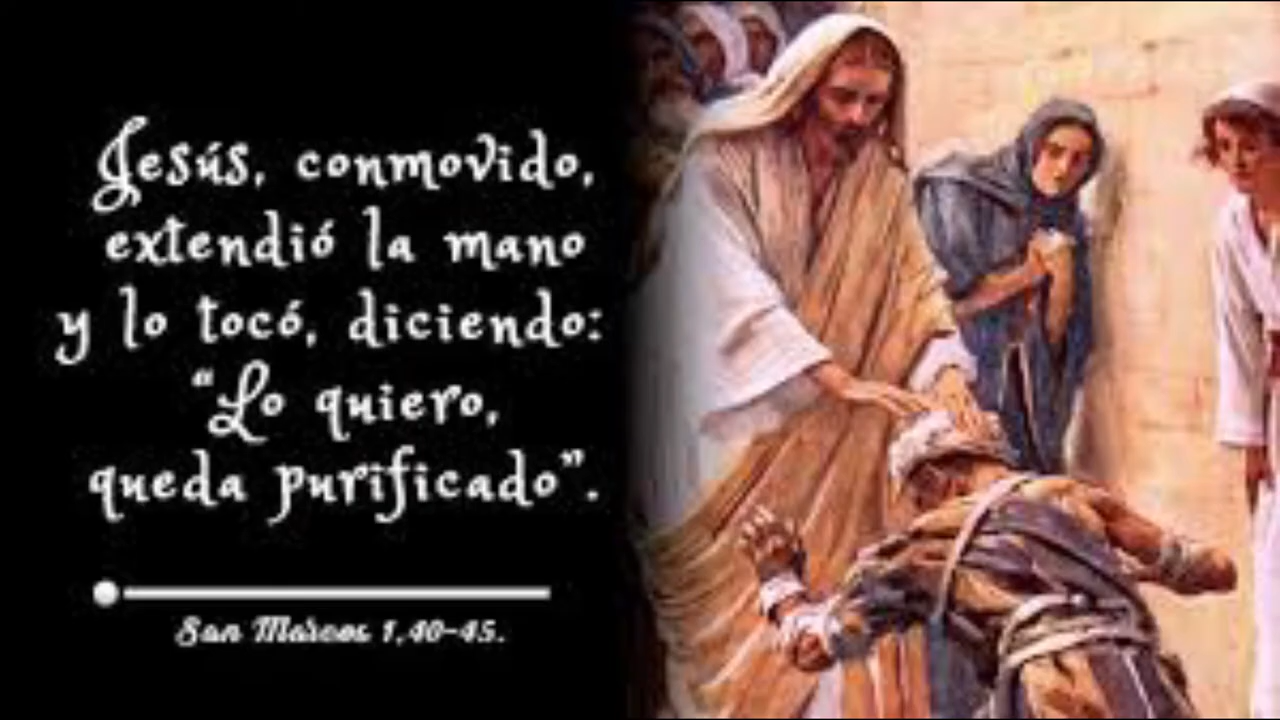 Jesús, conmovido,
extendió la mano
y lo tocó, diciendo:
“Lo quiero,
queda purificado”.
San Marcos 1,40-45.